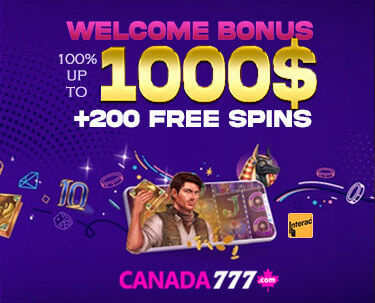 WELCOME BONUS
100%
UP
TO
1000$
+200 FREE SPINS
10
J
Interac
CANADA777.com